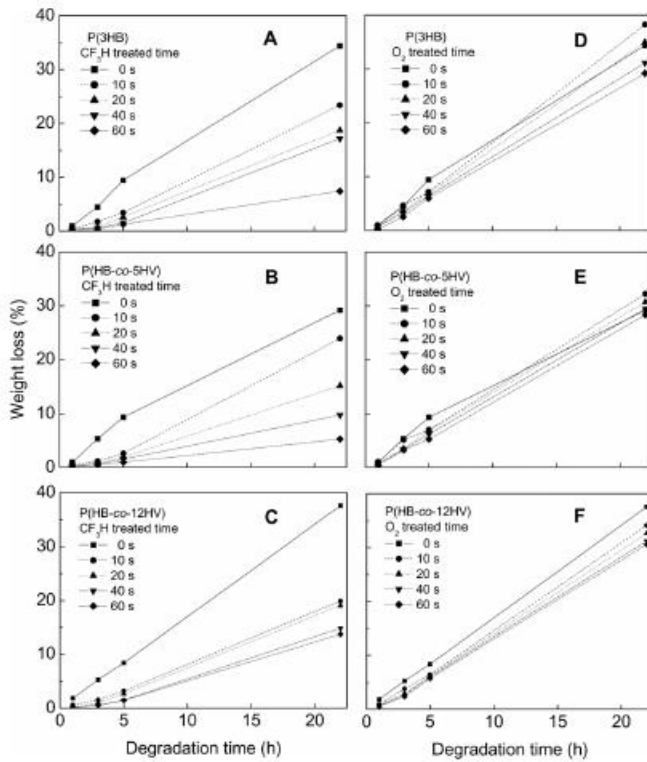 Weight loss (%)
40
30
20
10
0
P(3HB)
CF₃H treated time
0 s
10 s
20 s
40 s
60 s
A
P(3HB)
O₂ treated time
0 s
10 s
20 s
40 s
60 s
D
40
30
20
10
0
P(HB-co-5HV)
CF₃H treated time
0 s
10 s
20 s
40 s
60 s
B
P(HB-co-5HV)
O₂ treated time
0 s
10 s
20 s
40 s
60 s
E
40
30
20
10
0
P(HB-co-12HV)
CF₃H treated time
0 s
10 s
20 s
40 s
60 s
C
P(HB-co-12HV)
O₂ treated time
0 s
10 s
20 s
40 s
60 s
F
0 5 10 15 20
0 5 10 15 20
Degradation time (h)
Degradation time (h)